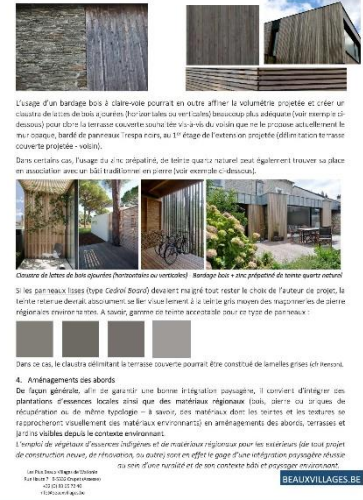 L'usage d'un bardage bois à claire-voie pourrait en outre affiner la volumétrie projetée et créer un
claustra de lattes de bois ajourées (horizontales ou verticales) beaucoup plus adéquate (voir exemple ci-
dessous) pour clore la terrasse couverte souhaitée vis-à-vis du voisin que ne le propose actuellement le
mur opaque, bardé de panneaux Trespa noirs, au 1er étage de l'extension projetée (délimitation terrasse
couverte projetée - voisin).
Dans certains cas, l'usage du zinc prépatiné, de teinte quartz naturel peut également trouver sa place
en association avec un bâti traditionnel en pierre (voir exemple ci-dessous).
Claustra de lattes de bois ajourées (horizontales ou verticales) Bardage bois + zinc prépatiné de teinte quartz naturel
Si les panneaux lisses (type Cedral Board) devaient malgré tout rester le choix de l'auteur de projet, la
teinte retenue devrait absolument se lier visuellement à la teinte gris moyen des maçonneries de pierre
régionales environnantes. A savoir, gamme de teinte acceptable pour ce type de panneaux :
Dans ce cas, le claustra délimitant la terrasse couverte pourrait être constitué de lamelles grises
4. Aménagements des abords
De façon générale, afin de garantir une bonne intégration paysagère, il convient d'intégrer des
plantations d'essences locales ainsi que des matériaux régionaux (bois, pierre ou briques de
récupération ou de même typologie – à savoir, des matériaux dont les teintes et les textures se
rapprocheront visuellement des matériaux environnants) en aménagements des abords, terrasses et
jardins visibles depuis le contexte environnant.
L'emploi de végétaux d'essences indigènes et de matériaux régionaux pour les extérieurs (de tout projet
de construction neuve, de rénovation, ou autre) sont en effet le gage d'une intégration paysagère réussie
au sein d'une ruralité et de son contexte bâti et paysager environnant.
Les Plus Beaux Villages de Wallonie
BEAUXVILLAGES.BE